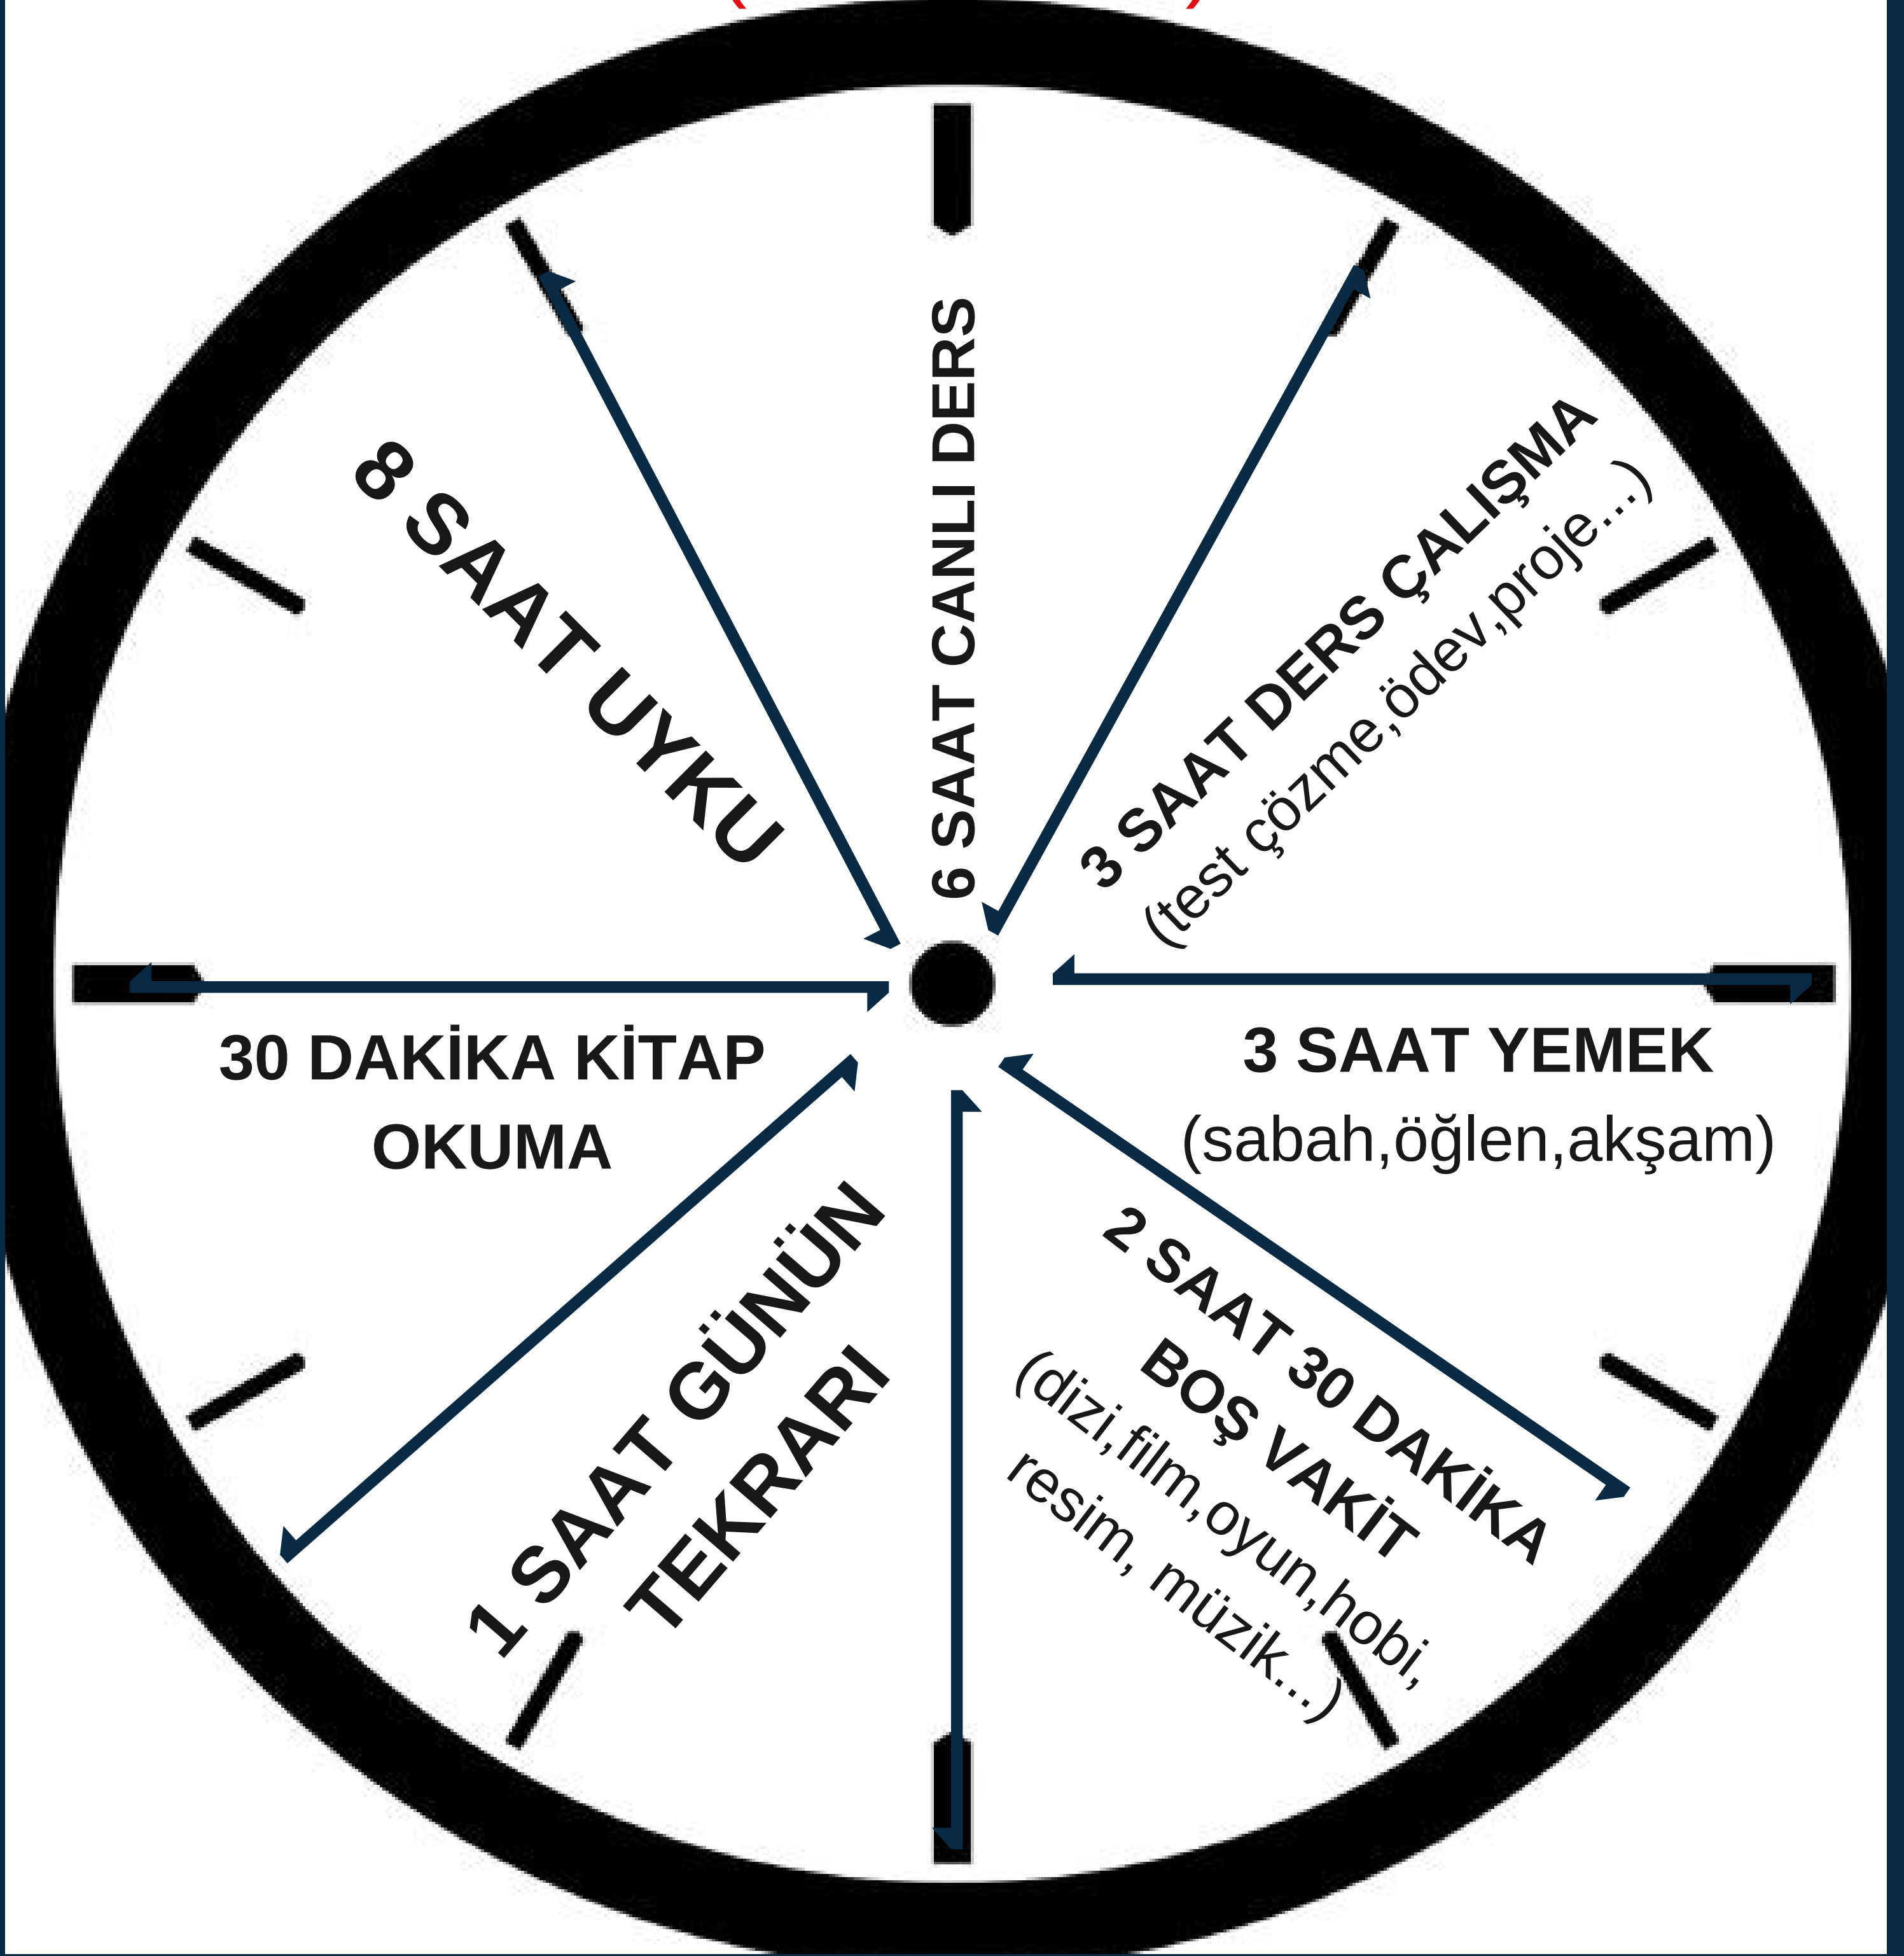 6 SAAT CANLI DERS
3 SAAT DERS ÇALIŞMA
(test çözme,ödev,proje...)
3 SAAT YEMEK
(sabah,öğlen,akşam)
2 SAAT 30 DAKİKA
BOŞ VAKİT
(dizi,film,oyun,hobi,
resim, müzik...)
1 SAAT GÜNÜN
TEKRARI
30 DAKİKA KİTAP
OKUMA
8 SAAT UYKU